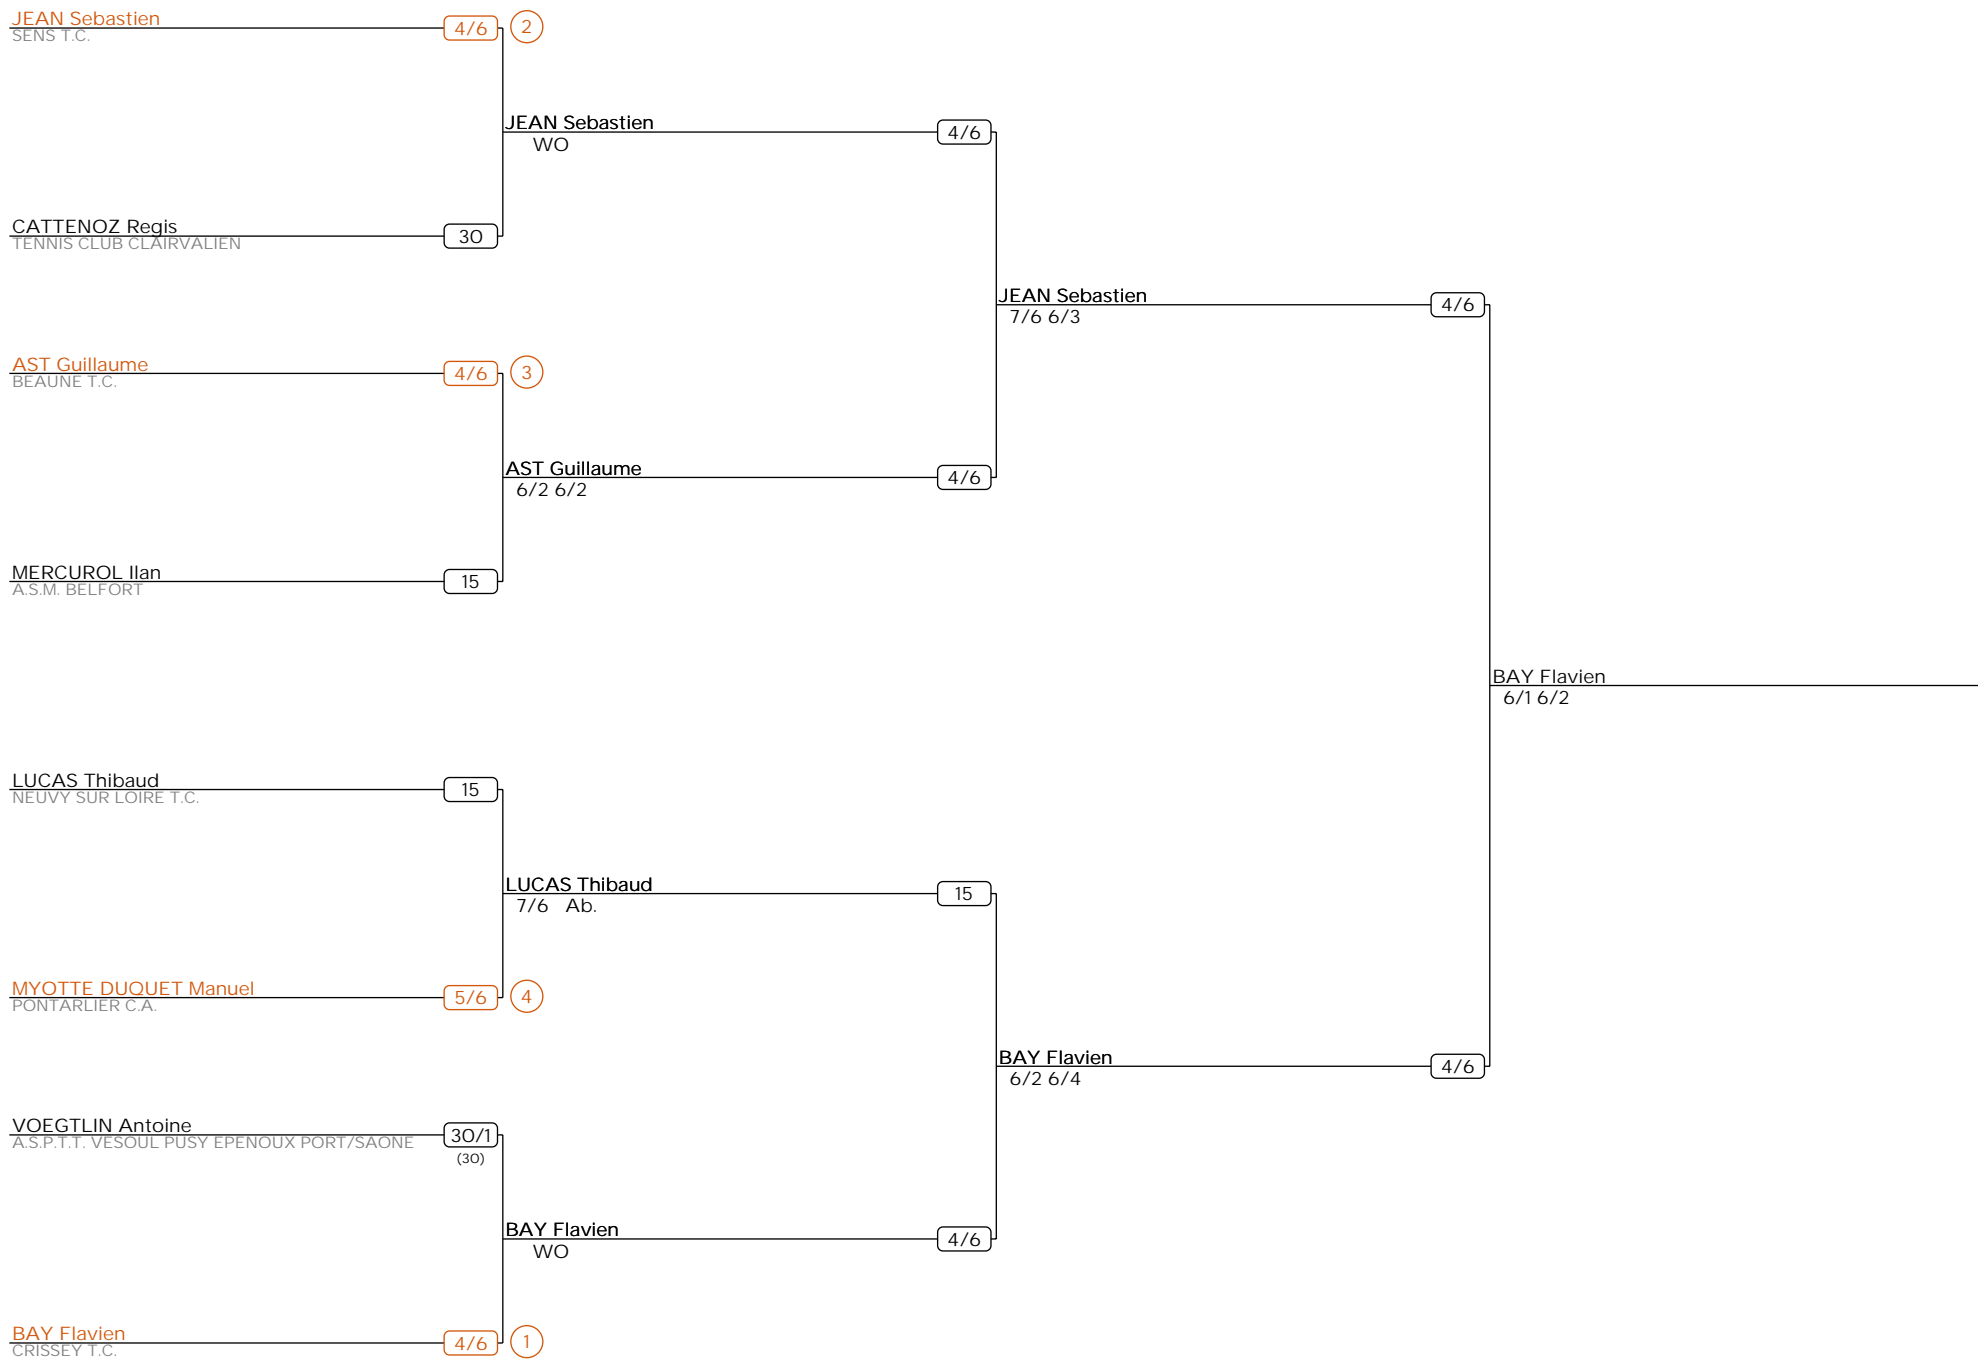 JEAN Sebastien
SENS T.C.
4/6
2
JEAN Sebastien
WO
4/6
CATTENOZ Regis
TENNIS CLUB CLAIRVALIEN
30
JEAN Sebastien
7/6 6/3
4/6
AST Guillaume
BEAUNE T.C.
4/6
3
AST Guillaume
6/2 6/2
4/6
MERCUROL Ilan
A.S.M. BELFORT
15
BAY Flavien
6/1 6/2
LUCAS Thibaud
NEUVY SUR LOIRE T.C.
15
LUCAS Thibaud
7/6 Ab.
15
MYOTTE DUQUET Manuel
PONTARLIER C.A.
5/6
4
BAY Flavien
6/2 6/4
4/6
VOEGTLIN Antoine
A.S.P.T.T. VESOUL PUSY EPENOUX PORT/SAONE
30/1
(30)
BAY Flavien
WO
4/6
BAY Flavien
CRISSEY T.C.
4/6
1